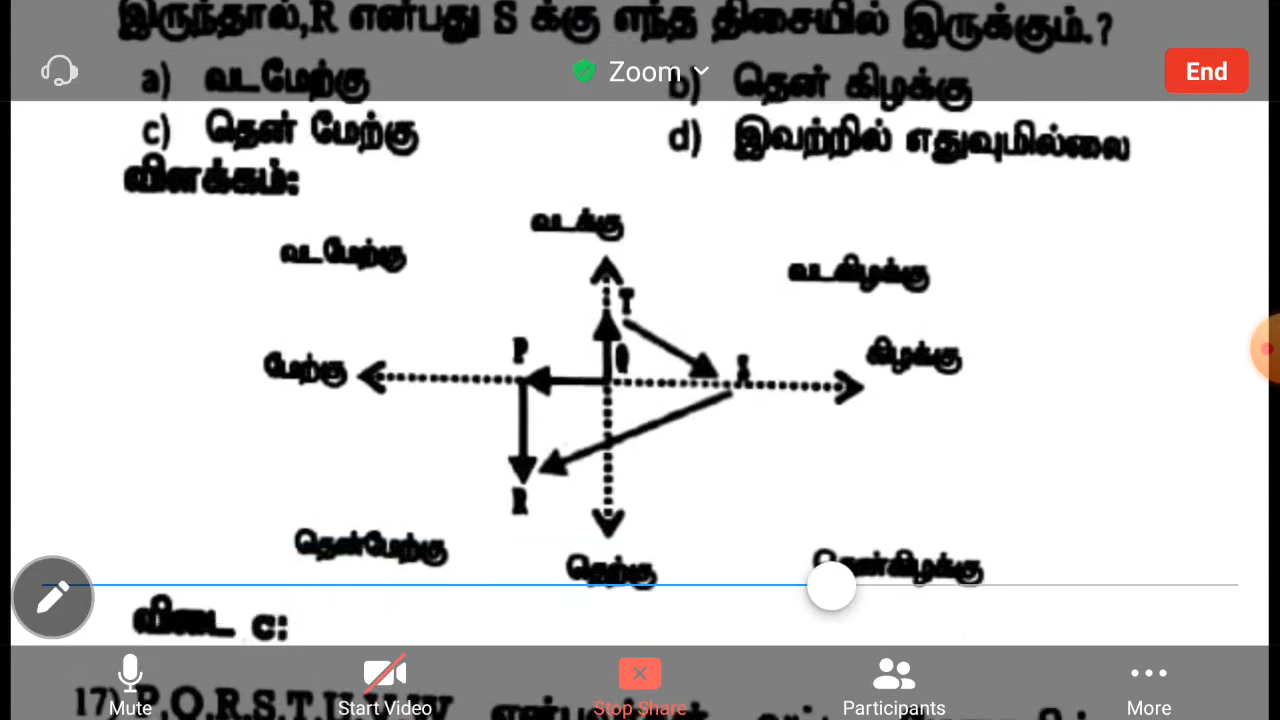 இருந்தால்,R என்பது S க்கு எந்த திசையில் இருக்கும்.?
Zoom
End
a) வடமேற்கு b) தென் கிழக்கு
c) தென் மேற்கு d) இவற்றில் எதுவுமில்லை
விளக்கம்:
வடக்கு
வடமேற்கு வடகிழக்கு
T
P Q S கிழக்கு
மேற்கு
R
தென்மேற்கு தெற்கு தென்கிழக்கு
விடை c:
17) P,Q,R,S,T,U,V,W
Mute Start Video Stop Share Participants More